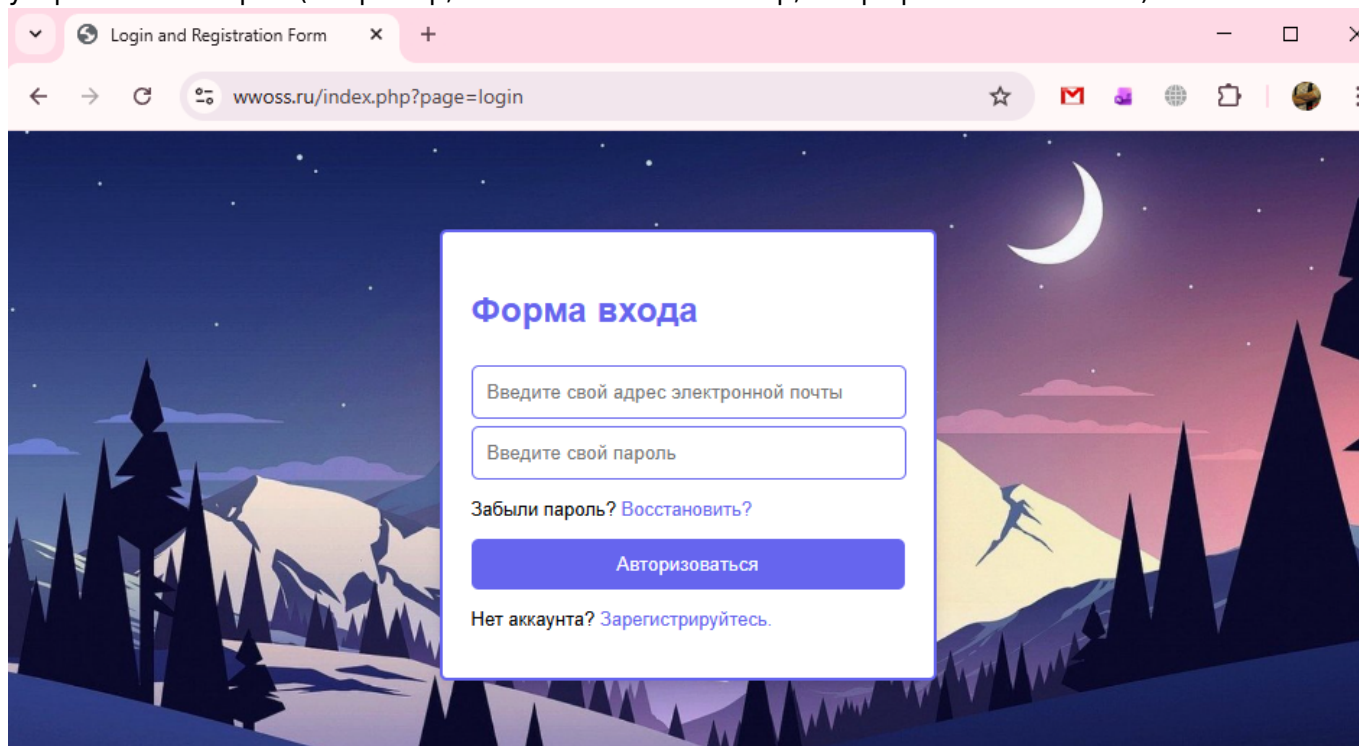 Login and Registration Form
wwoss.ru/index.php?page=login
Форма входа
Введите свой адрес электронной почты
Введите свой пароль
Забыли пароль? Восстановить?
Авторизоваться
Нет аккаунта? Зарегистрируйтесь.